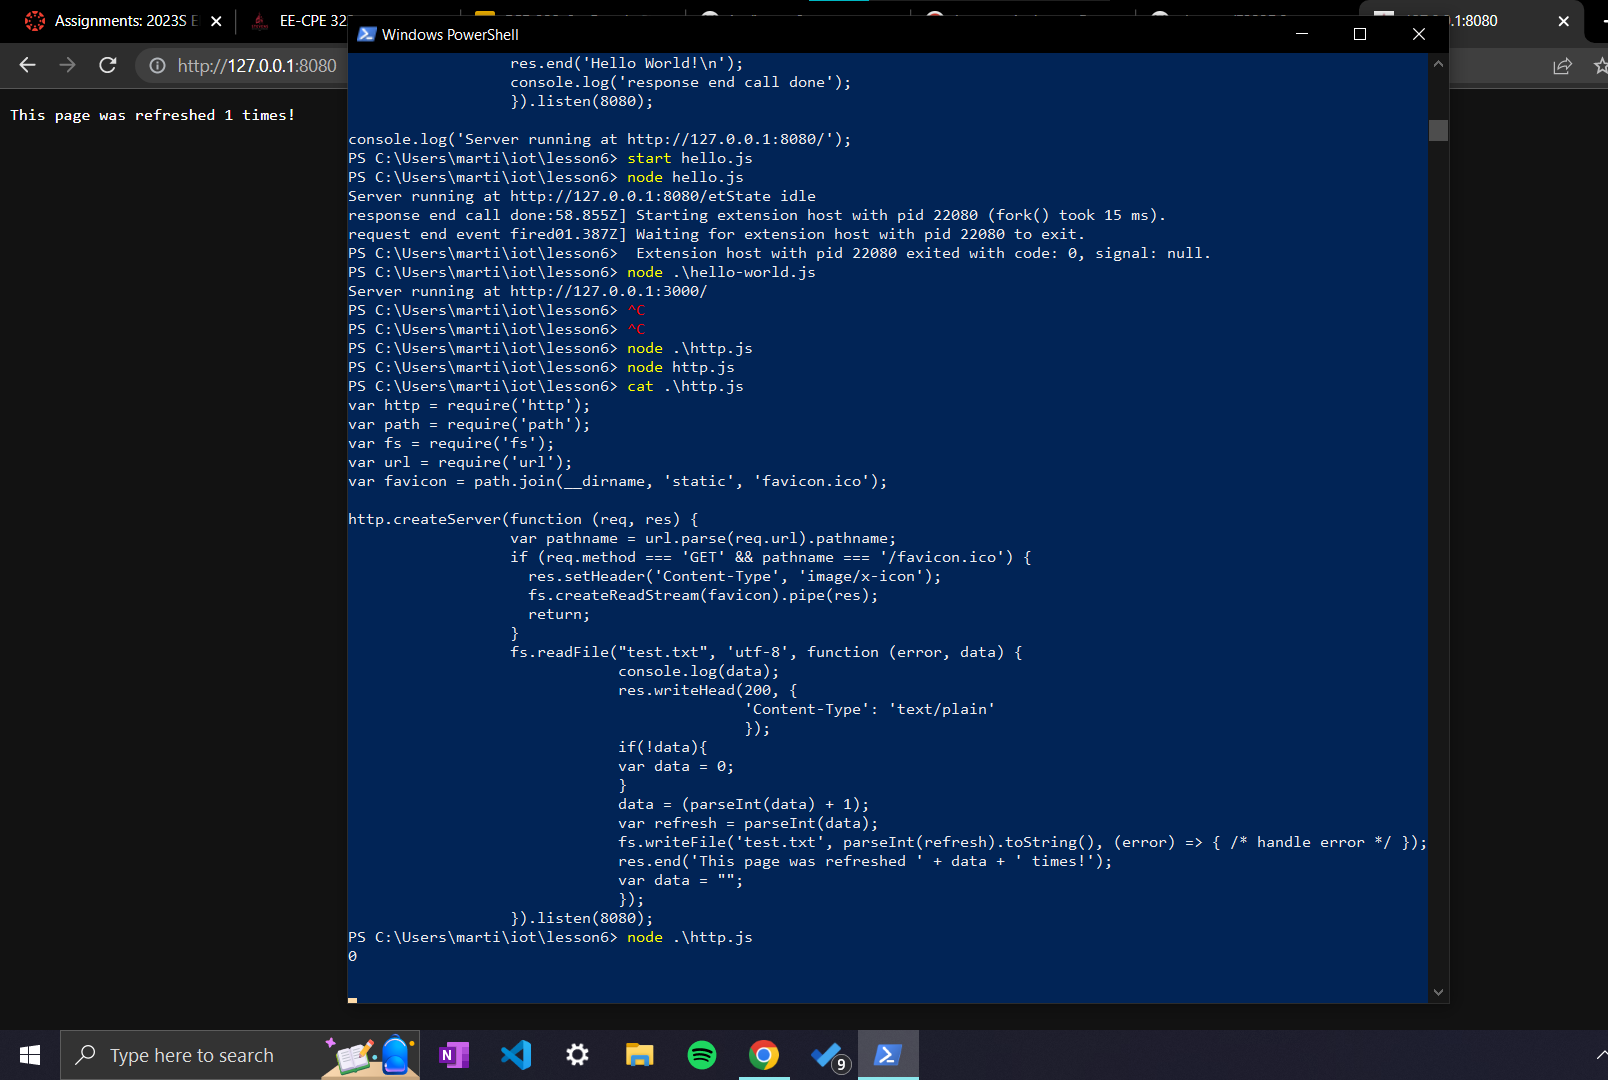 Assignments: 2023S E
EE-CPE 32
.1:8080
Windows PowerShell
http://127.0.0.1:8080
This page was refreshed 1 times!
res.end('Hello World!\n');
console.log('response end call done');
}).listen(8080);
console.log('Server running at http://127.0.0.1:8080/');
PS C:\Users\marti\iot\lesson6> start hello.js
PS C:\Users\marti\iot\lesson6> node hello.js
Server running at http://127.0.0.1:8080/etState idle
response end call done:58.855Z] Starting extension host with pid 22080 (fork() took 15 ms).
request end event fired01.387Z] Waiting for extension host with pid 22080 to exit.
PS C:\Users\marti\iot\lesson6>  Extension host with pid 22080 exited with code: 0, signal: null.
PS C:\Users\marti\iot\lesson6> node .\hello-world.js
Server running at http://127.0.0.1:3000/
PS C:\Users\marti\iot\lesson6> ^C
PS C:\Users\marti\iot\lesson6> ^C
PS C:\Users\marti\iot\lesson6> node .\http.js
PS C:\Users\marti\iot\lesson6> node http.js
PS C:\Users\marti\iot\lesson6> cat .\http.js
var http = require('http');
var path = require('path');
var fs = require('fs');
var url = require('url');
var favicon = path.join(__dirname, 'static', 'favicon.ico');
http.createServer(function (req, res) {
var pathname = url.parse(req.url).pathname;
if (req.method === 'GET' && pathname === '/favicon.ico') {
res.setHeader('Content-Type', 'image/x-icon');
fs.createReadStream(favicon).pipe(res);
return;
}
fs.readFile("test.txt", 'utf-8', function (error, data) {
console.log(data);
res.writeHead(200, {
'Content-Type': 'text/plain'
});
if(!data){
var data = 0;
}
data = (parseInt(data) + 1);
var refresh = parseInt(data);
fs.writeFile('test.txt', parseInt(refresh).toString(), (error) => { /* handle error */ });
res.end('This page was refreshed ' + data + ' times!');
var data = "";
});
}).listen(8080);
PS C:\Users\marti\iot\lesson6> node .\http.js
0
Type here to search
N
9